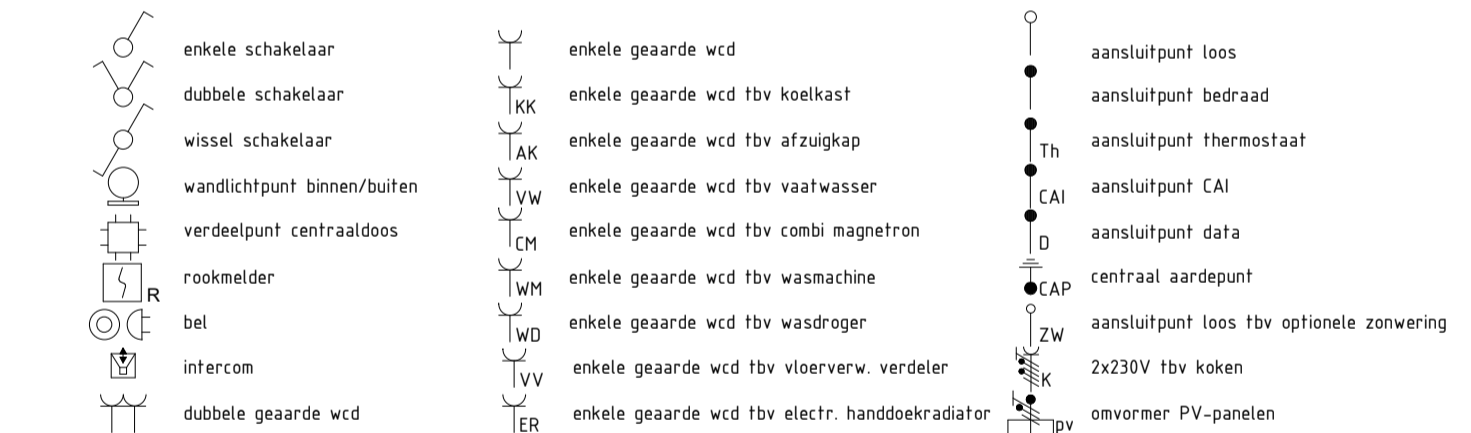 enkele schakelaar
dubbele schakelaar
wissel schakelaar
wandlichtpunt binnen/buiten
verdeelpunt centraaldoos
R rookmelder
bel
intercom
dubbele geaarde wcd
enkele geaarde wcd
KK enkele geaarde wcd tbv koelkast
AK enkele geaarde wcd tbv afzuigkap
VW enkele geaarde wcd tbv vaatwasser
CM enkele geaarde wcd tbv combi magnetron
WM enkele geaarde wcd tbv wasmachine
WD enkele geaarde wcd tbv wasdroger
VV enkele geaarde wcd tbv vloerverw. verdeler
ER enkele geaarde wcd tbv electr. handdoekradiator
aansluitpunt loos
aansluitpunt bedraad
Th aansluitpunt thermostaat
CAI aansluitpunt CAI
D aansluitpunt data
CAP centraal aardepunt
ZW aansluitpunt loos tbv optionele zonwering
K 2x230V tbv koken
pv omvormer PV-panelen